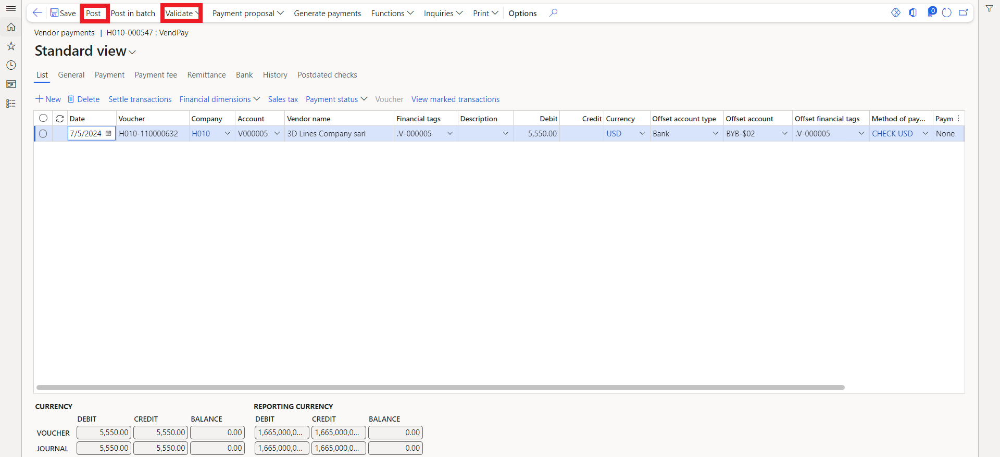 Save Post Post in batch Validate Payment proposal Generate payments Functions Inquiries Print Options 0
Vendor payments | H010-000547 : VendPay
Standard view
List General Payment Payment fee Remittance Bank History Postdated checks
New Delete Settle transactions Financial dimensions Sales tax Payment status Voucher View marked transactions
Date Voucher Company Account Vendor name Financial tags Description Debit Credit Currency Offset account type Offset account Offset financial tags Method of pay... Paym
7/5/2024 H010-110000632 H010 V000005 3D Lines Company sarl .V-000005 5,550.00 USD Bank BYB-$02 .V-000005 CHECK USD None
CURRENCY REPORTING CURRENCY
DEBIT CREDIT BALANCE DEBIT CREDIT BALANCE
VOUCHER 5,550.00 5,550.00 0.00 1,665,000,0... 1,665,000,0... 0.00
JOURNAL 5,550.00 5,550.00 0.00 1,665,000,0... 1,665,000,0... 0.00